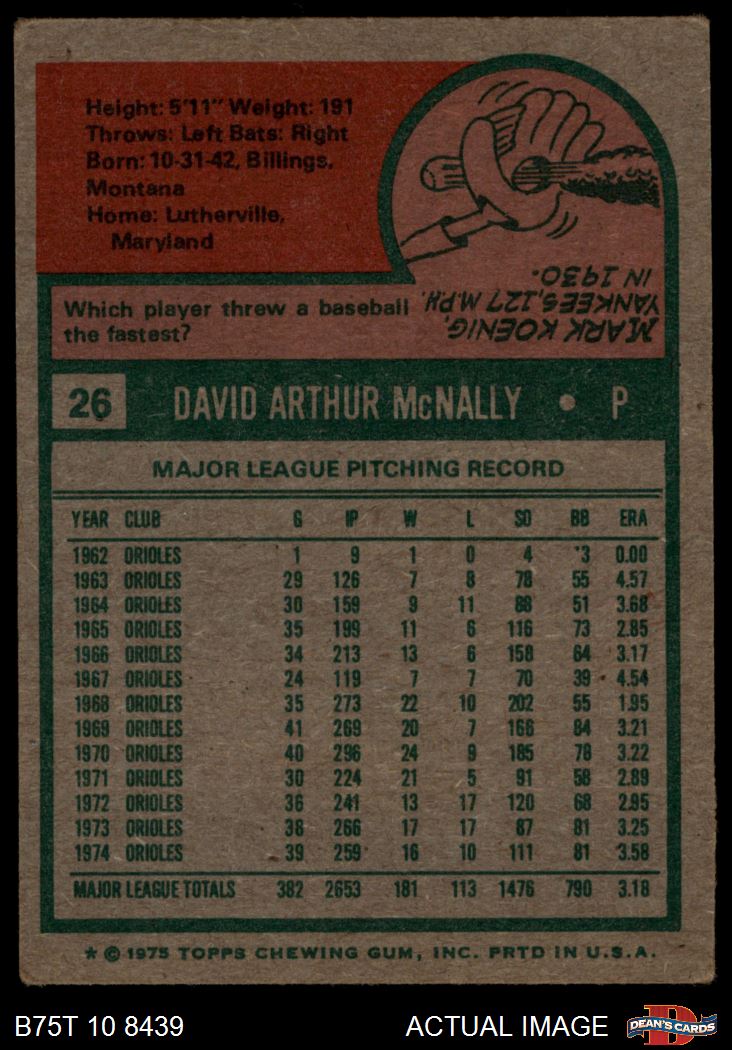 Height: 5'11" Weight: 191
Throws: Left Bats: Right
Born: 10-31-42, Billings,
Montana
Home: Lutherville,
Maryland
Which player threw a baseball
the fastest?
MARK KOENIG,
YANKEES, 127 M.P.H.
IN 1930.
26 DAVID ARTHUR McNALLY • P
MAJOR LEAGUE PITCHING RECORD
YEAR CLUB G IP W L SO BB ERA
1962 ORIOLES 1 9 1 0 4 3 0.00
1963 ORIOLES 29 126 7 8 78 55 4.57
1964 ORIOLES 30 159 9 11 88 51 3.68
1965 ORIOLES 35 199 11 6 116 73 2.85
1966 ORIOLES 34 213 13 6 158 64 3.17
1967 ORIOLES 24 119 7 7 70 39 4.54
1968 ORIOLES 35 273 22 10 202 55 1.95
1969 ORIOLES 41 269 20 7 166 84 3.21
1970 ORIOLES 40 296 24 9 185 78 3.22
1971 ORIOLES 30 224 21 5 91 58 2.89
1972 ORIOLES 36 241 13 17 120 68 2.95
1973 ORIOLES 38 266 17 17 87 81 3.25
1974 ORIOLES 39 259 16 10 111 81 3.58
MAJOR LEAGUE TOTALS 382 2653 181 113 1476 790 3.18
* © 1975 TOPPS CHEWING GUM, INC. PRTD IN U.S.A.
B75T 10 8439 ACTUAL IMAGE DEAN'S CARDS